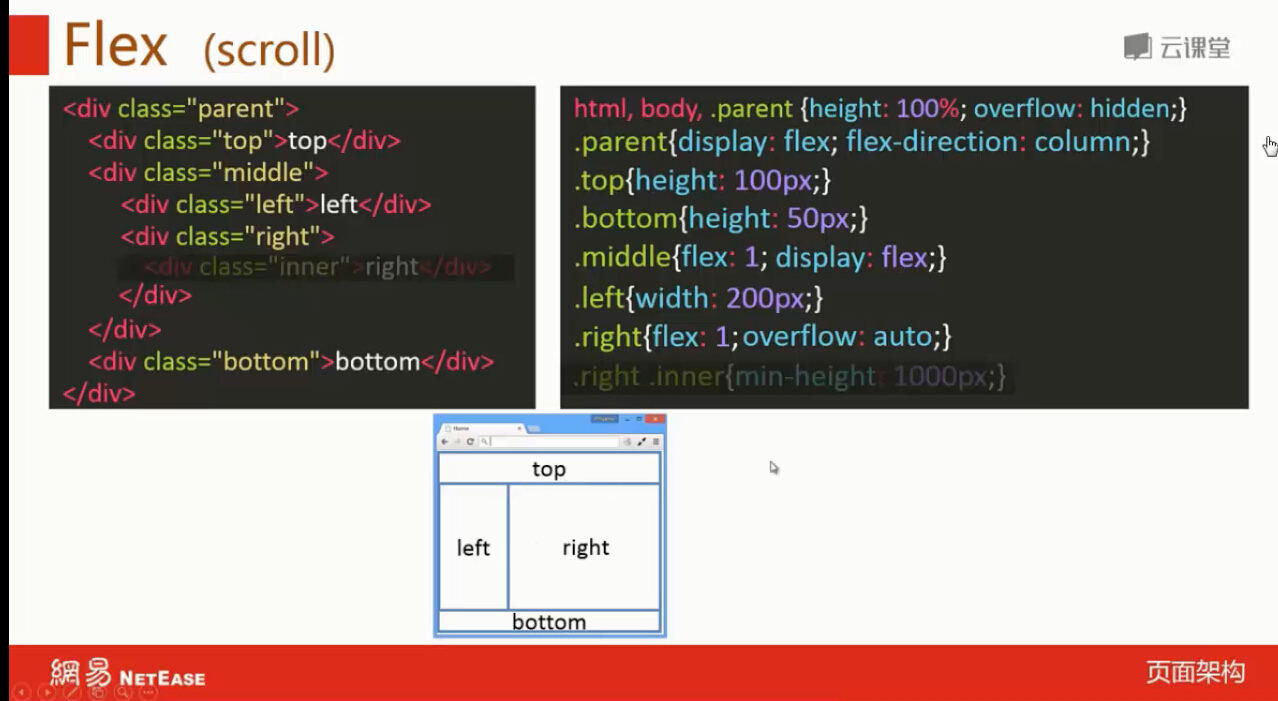 Flex (scroll)
云课堂
<div class="parent">
<div class="top">top</div>
<div class="middle">
<div class="left">left</div>
<div class="right">
<div class="inner">right</div>
</div>
</div>
<div class="bottom">bottom</div>
</div>
html, body, .parent {height: 100%; overflow: hidden;}
.parent{display: flex; flex-direction: column;}
.top{height: 100px;}
.bottom{height: 50px;}
.middle{flex: 1; display: flex;}
.left{width: 200px;}
.right{flex: 1;overflow: auto;}
.right .inner{min-height: 1000px;}
Home
top
left
right
bottom
網易 NETEASE
页面架构